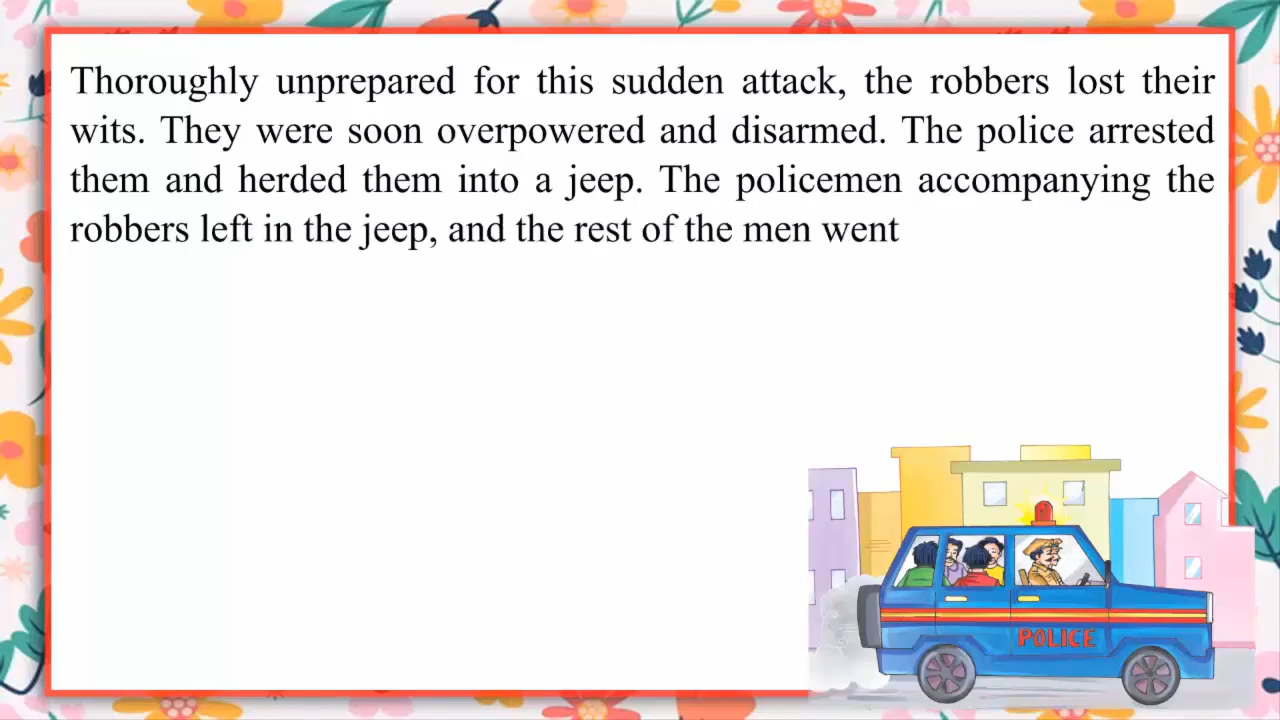 Thoroughly unprepared for this sudden attack, the robbers lost their
wits. They were soon overpowered and disarmed. The police arrested
them and herded them into a jeep. The policemen accompanying the
robbers left in the jeep, and the rest of the men went
POLICE